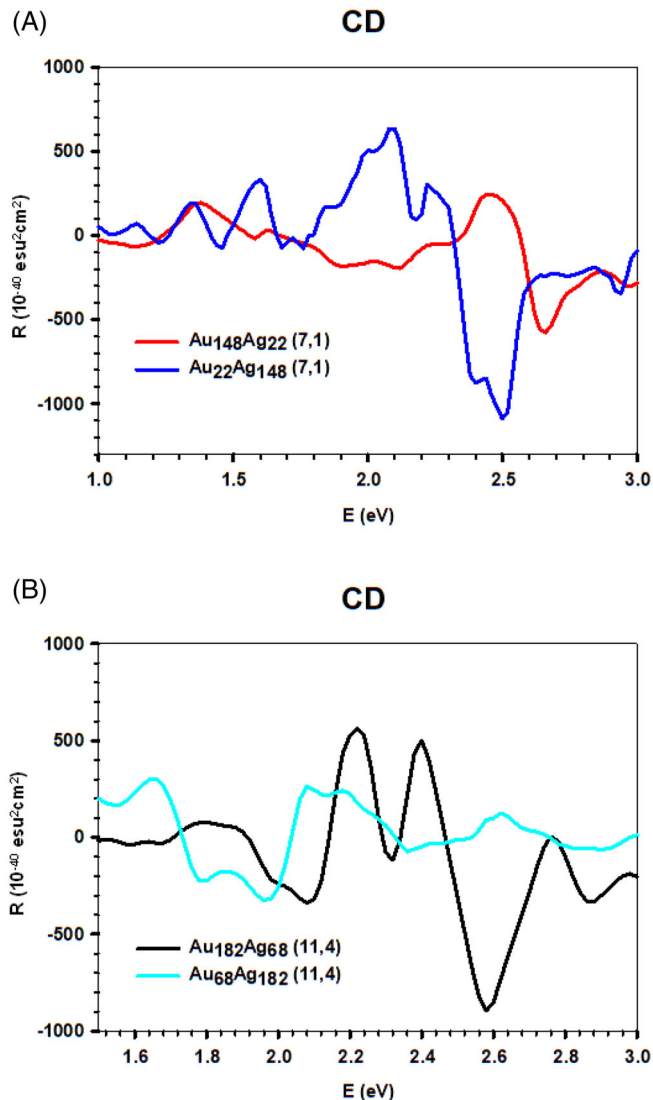 (A)
CD
1000
500
0
-500
-1000
R (10⁻⁴⁰ esu²cm²)
Au₁₄₈Ag₂₂ (7,1)
Au₂₂Ag₁₄₈ (7,1)
1.0 1.5 2.0 2.5 3.0
E (eV)
(B)
CD
1000
500
0
-500
-1000
R (10⁻⁴⁰ esu²cm²)
Au₁₈₂Ag₆₈ (11,4)
Au₆₈Ag₁₈₂ (11,4)
1.6 1.8 2.0 2.2 2.4 2.6 2.8 3.0
E (eV)